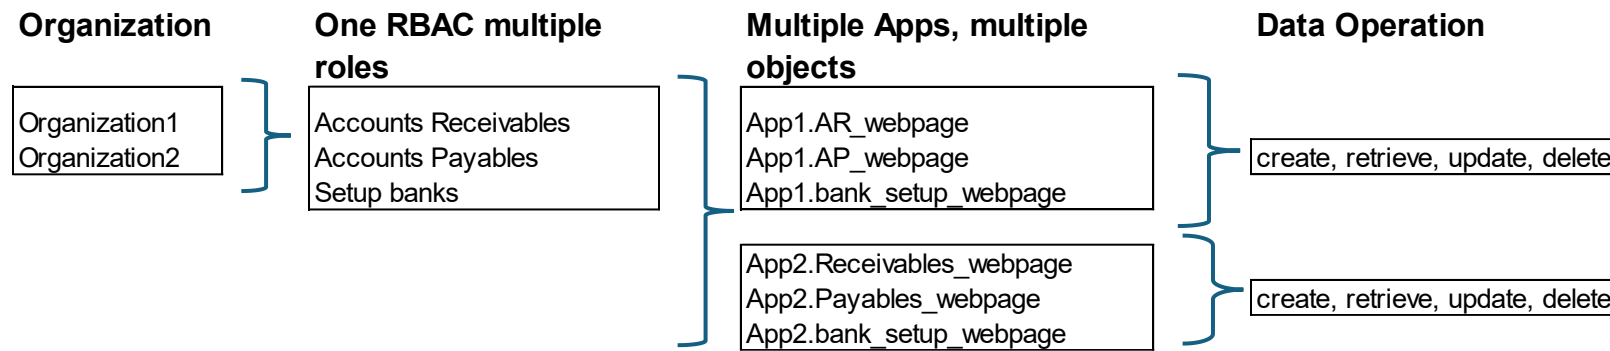 Organization
One RBAC multiple
roles
Multiple Apps, multiple
objects
Data Operation
Organization1
Organization2
Accounts Receivables
Accounts Payables
Setup banks
App1.AR_webpage
App1.AP_webpage
App1.bank_setup_webpage
create, retrieve, update, delete
App2.Receivables_webpage
App2.Payables_webpage
App2.bank_setup_webpage
create, retrieve, update, delete